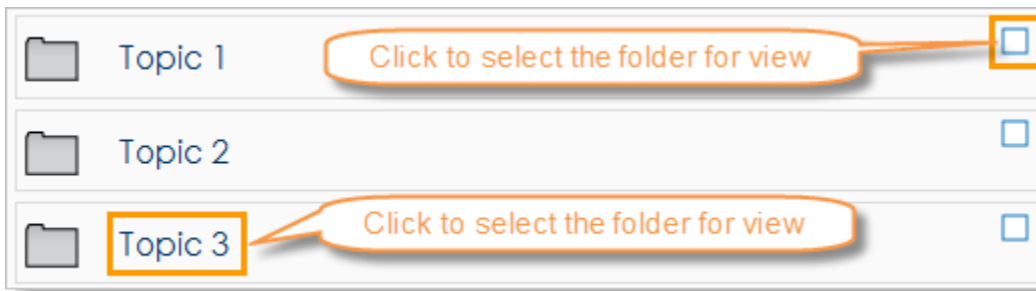 Topic 1
Click to select the folder for view
Topic 2
Topic 3
Click to select the folder for view